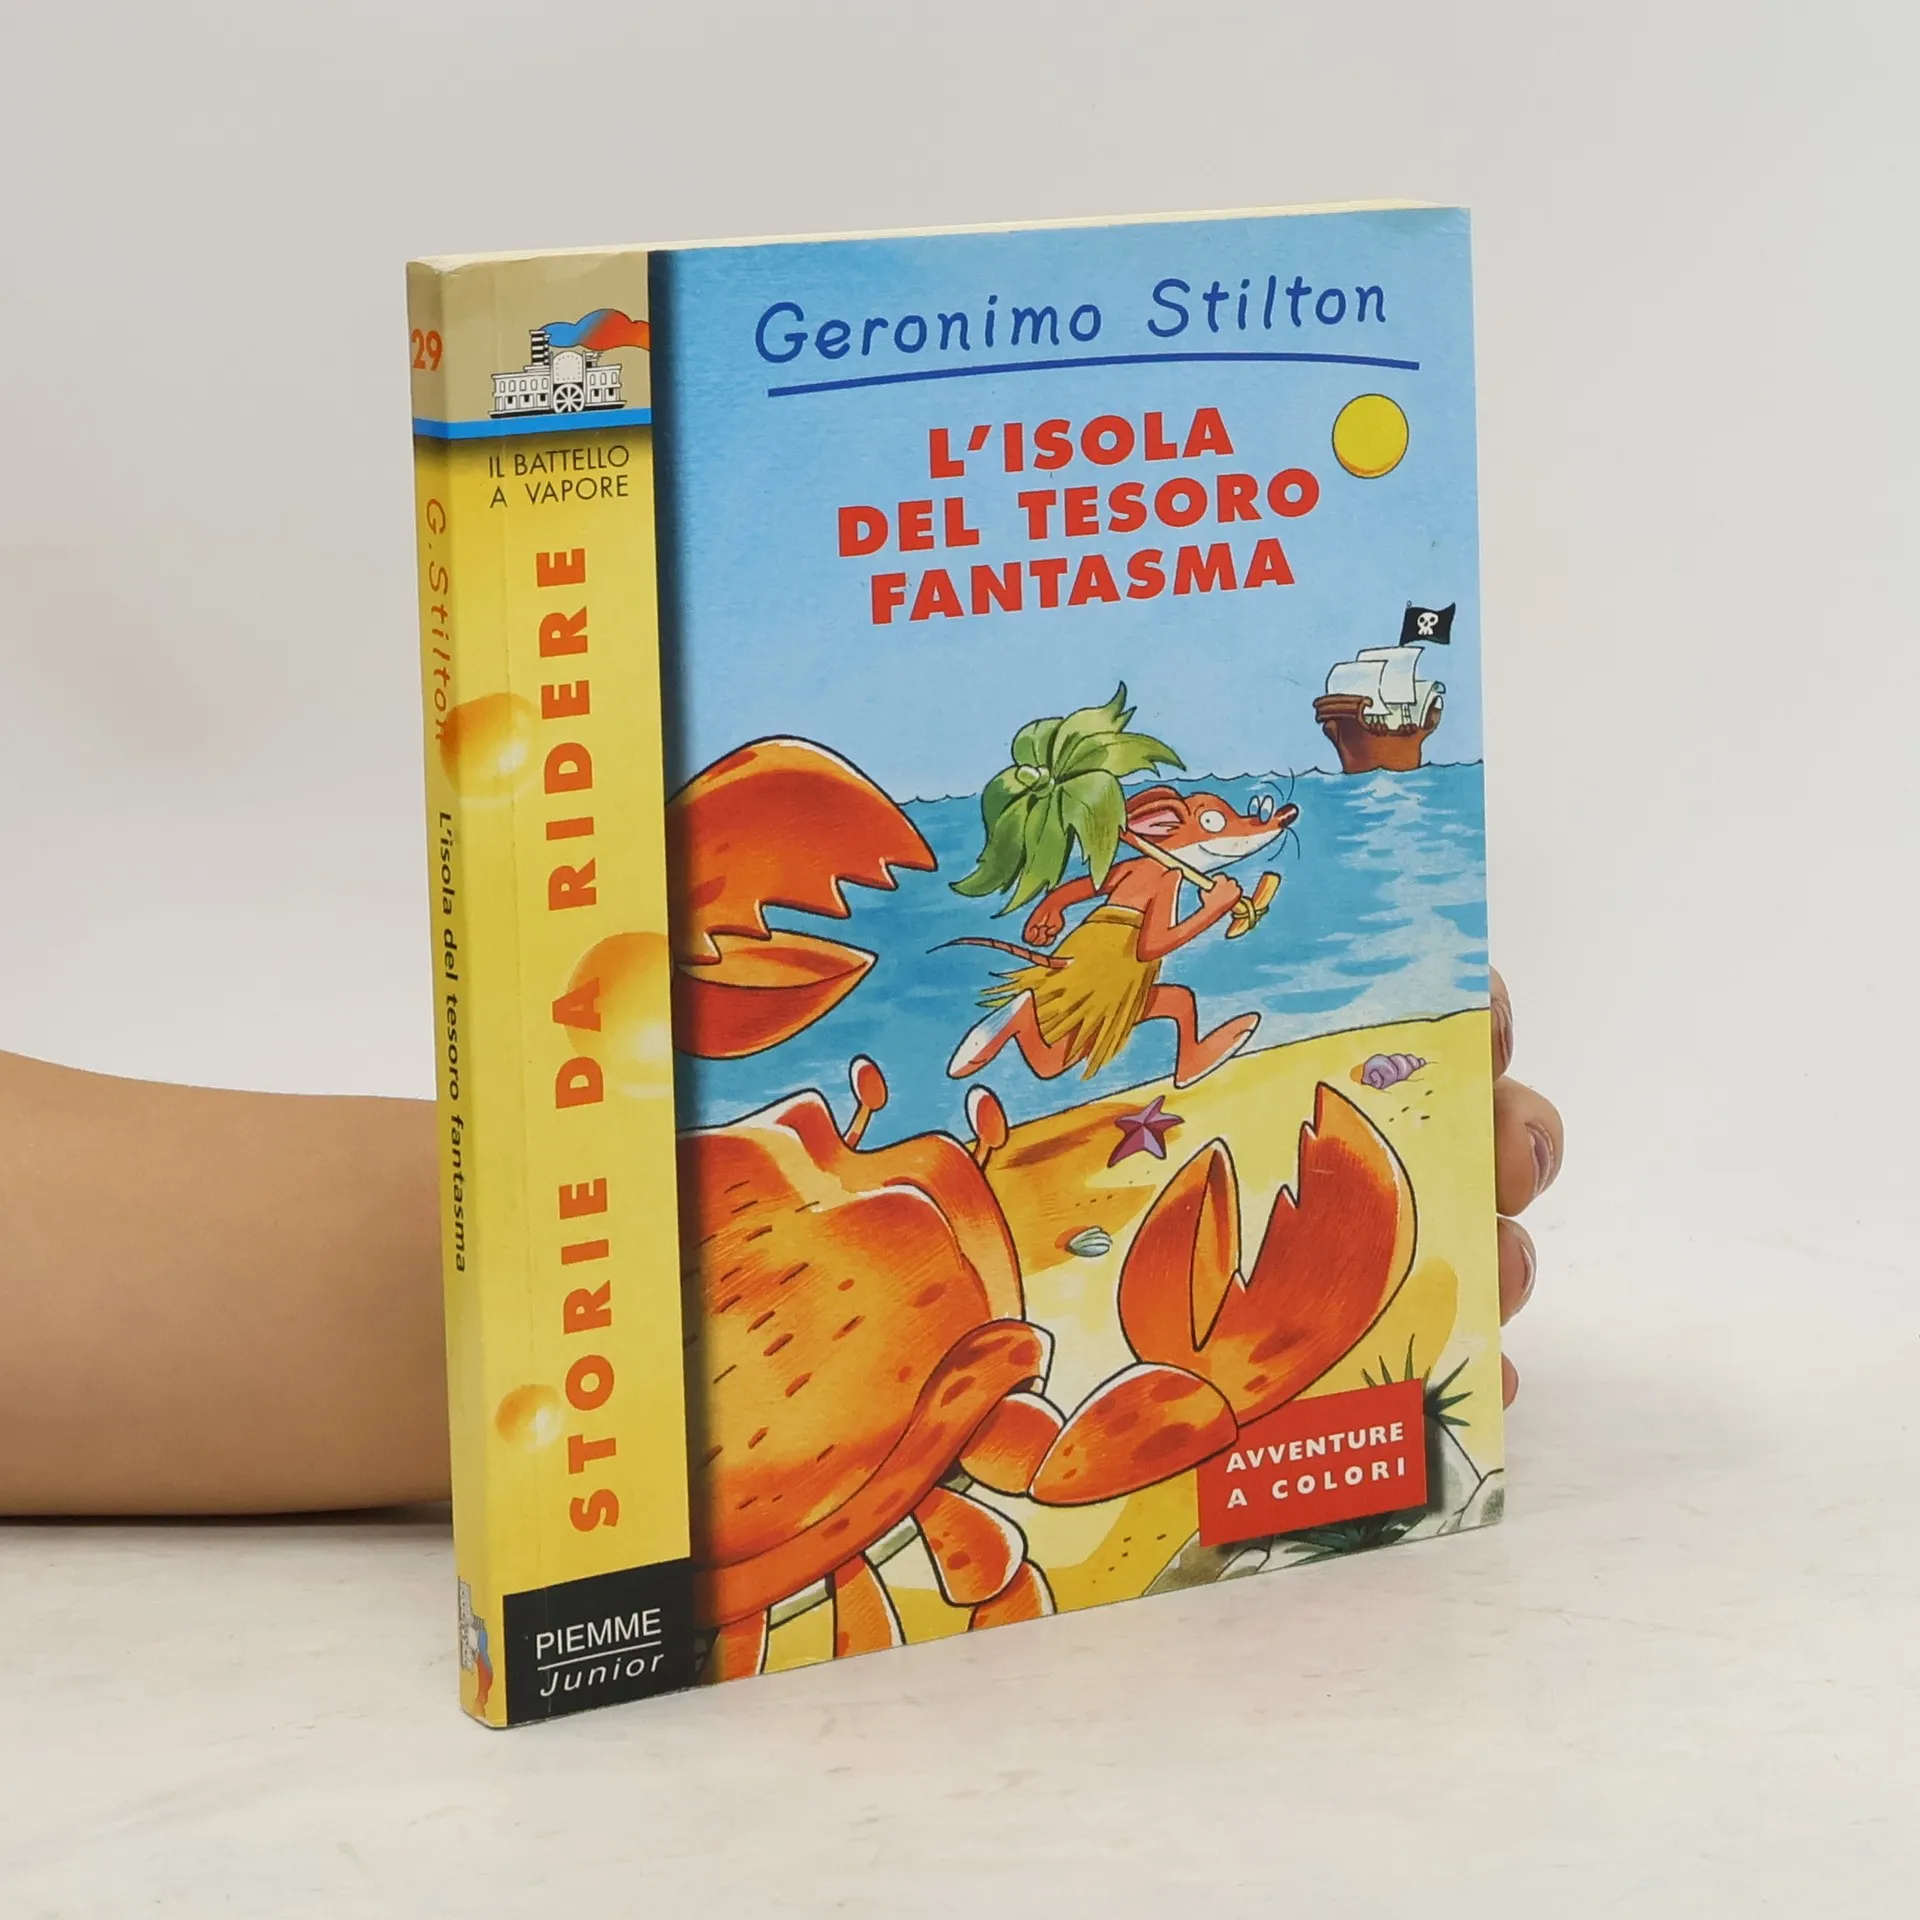 29
G. Stilton
L'isola del tesoro fantasma
IL BATTELLO
A VAPORE
STORIE DA RIDERE
PIEMME
Junior
Geronimo Stilton
L'ISOLA
DEL TESORO
FANTASMA
AVVENTURE
A COLORI